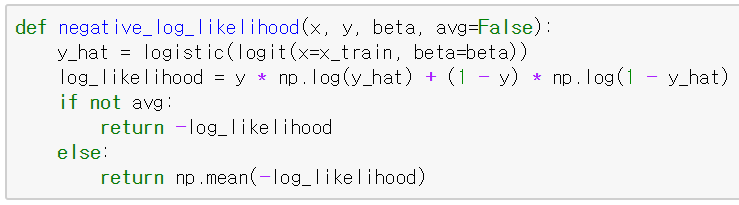 def negative_log_likelihood(x, y, beta, avg=False):
    y_hat = logistic(logit(x=x_train, beta=beta))
    log_likelihood = y * np.log(y_hat) + (1 - y) * np.log(1 - y_hat)
    if not avg:
        return -log_likelihood
    else:
        return np.mean(-log_likelihood)